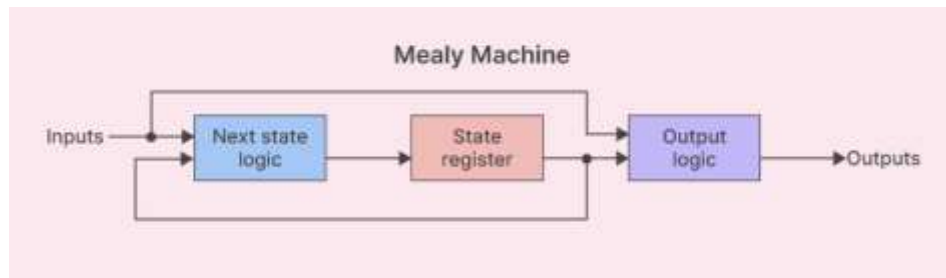 Mealy Machine
Inputs
Next state
logic
State
register
Output
logic
Outputs